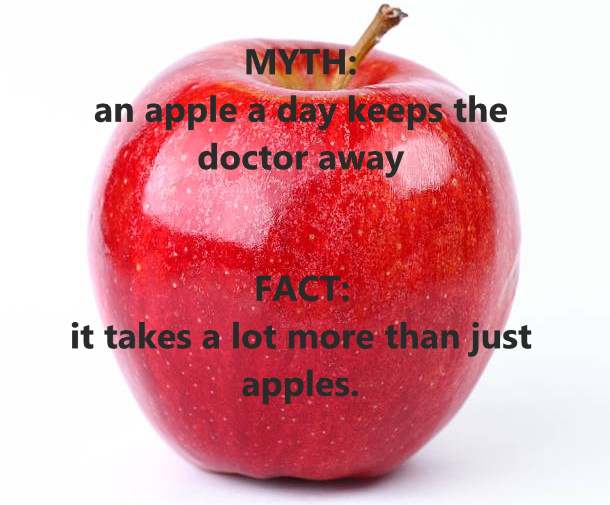 MYTH:
an apple a day keeps the
doctor away
FACT:
it takes a lot more than just
apples.